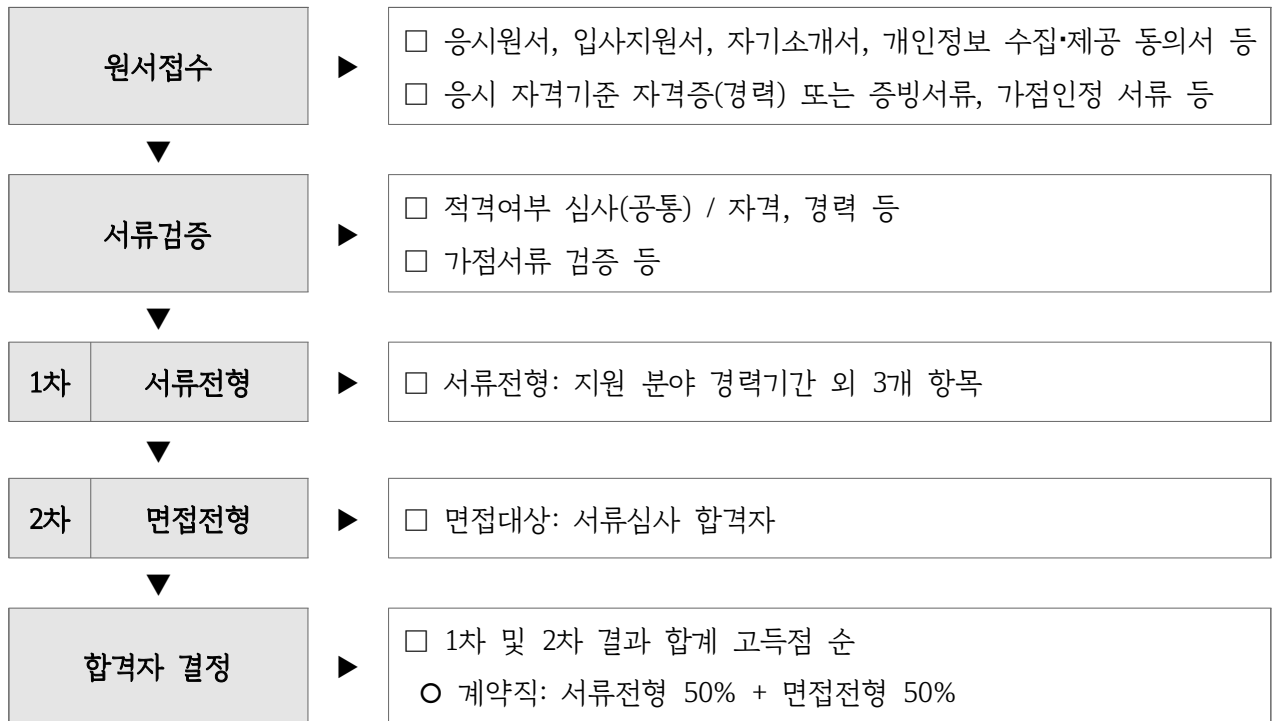 원서접수 ▶ □ 응시원서, 입사지원서, 자기소개서, 개인정보 수집·제공 동의서 등
□ 응시 자격기준 자격증(경력) 또는 증빙서류, 가점인정 서류 등
▼
서류검증 ▶ □ 적격여부 심사(공통) / 자격, 경력 등
□ 가점서류 검증 등
▼
1차 서류전형 ▶ □ 서류전형: 지원 분야 경력기간 외 3개 항목
▼
2차 면접전형 ▶ □ 면접대상: 서류심사 합격자
▼
합격자 결정 ▶ □ 1차 및 2차 결과 합계 고득점 순
○ 계약직: 서류전형 50% + 면접전형 50%